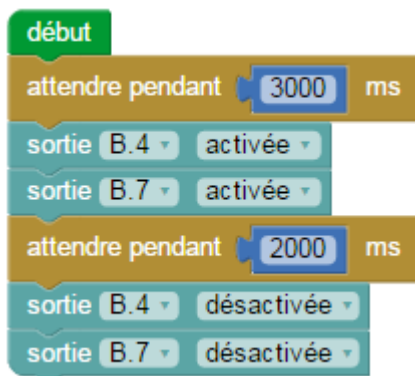 début
attendre pendant 3000 ms
sortie B.4 activée
sortie B.7 activée
attendre pendant 2000 ms
sortie B.4 désactivée
sortie B.7 désactivée